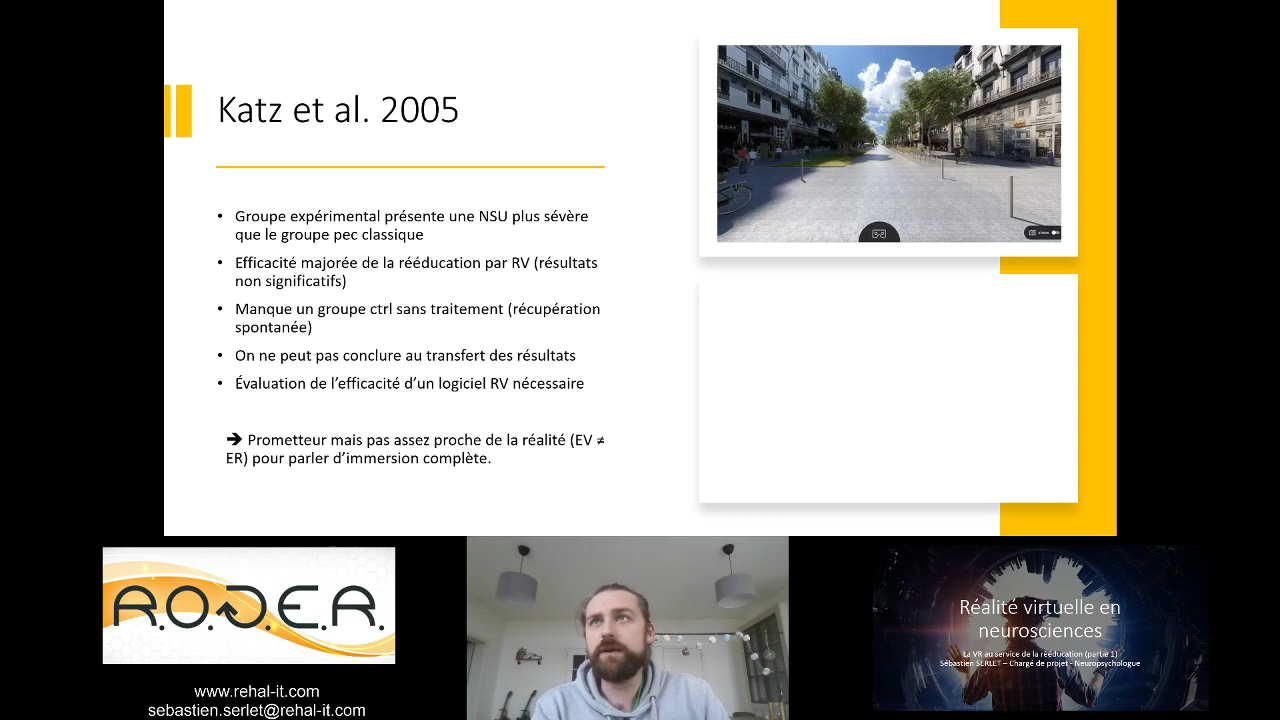 Katz et al. 2005
• Groupe expérimental présente une NSU plus sévère
que le groupe pec classique
• Efficacité majorée de la rééducation par RV (résultats
non significatifs)
• Manque un groupe ctrl sans traitement (récupération
spontanée)
• On ne peut pas conclure au transfert des résultats
• Évaluation de l’efficacité d’un logiciel RV nécessaire
➔ Prometteur mais pas assez proche de la réalité (EV ≠
ER) pour parler d’immersion complète.
R.O.D.E.R.
www.rehal-it.com
sebastien.serlet@rehal-it.com
Réalité virtuelle en
neurosciences
La VR au service de la rééducation (partie 1)
Sébastien SERLET – Chargé de projet - Neuropsychologue